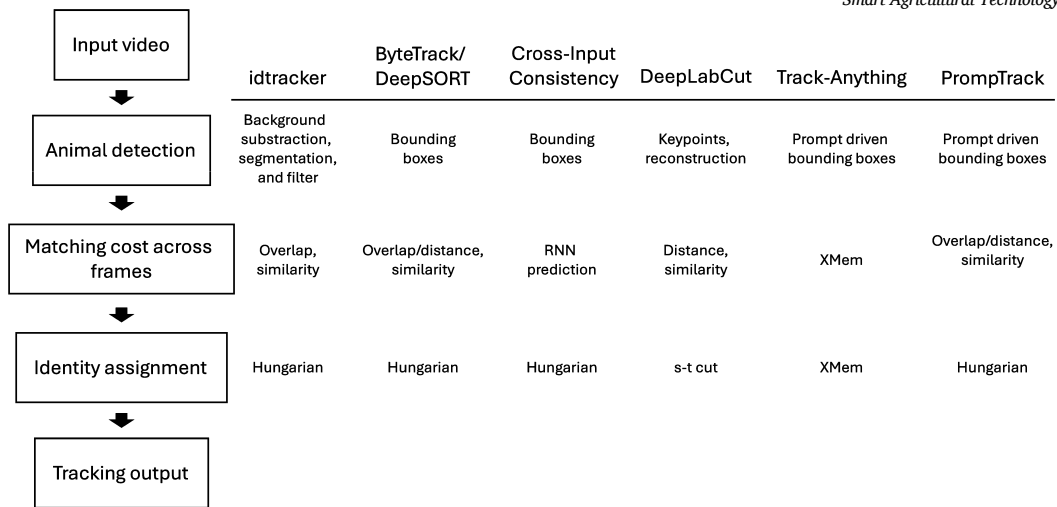 Smart Agricultural Technology
Input video
idtracker
ByteTrack/
DeepSORT
Cross-Input
Consistency
DeepLabCut
Track-Anything
PrompTrack
Animal detection
Background
substraction,
segmentation,
and filter
Bounding
boxes
Bounding
boxes
Keypoints,
reconstruction
Prompt driven
bounding boxes
Prompt driven
bounding boxes
Matching cost across
frames
Overlap,
similarity
Overlap/distance,
similarity
RNN
prediction
Distance,
similarity
XMem
Overlap/distance,
similarity
Identity assignment
Hungarian
Hungarian
Hungarian
s-t cut
XMem
Hungarian
Tracking output